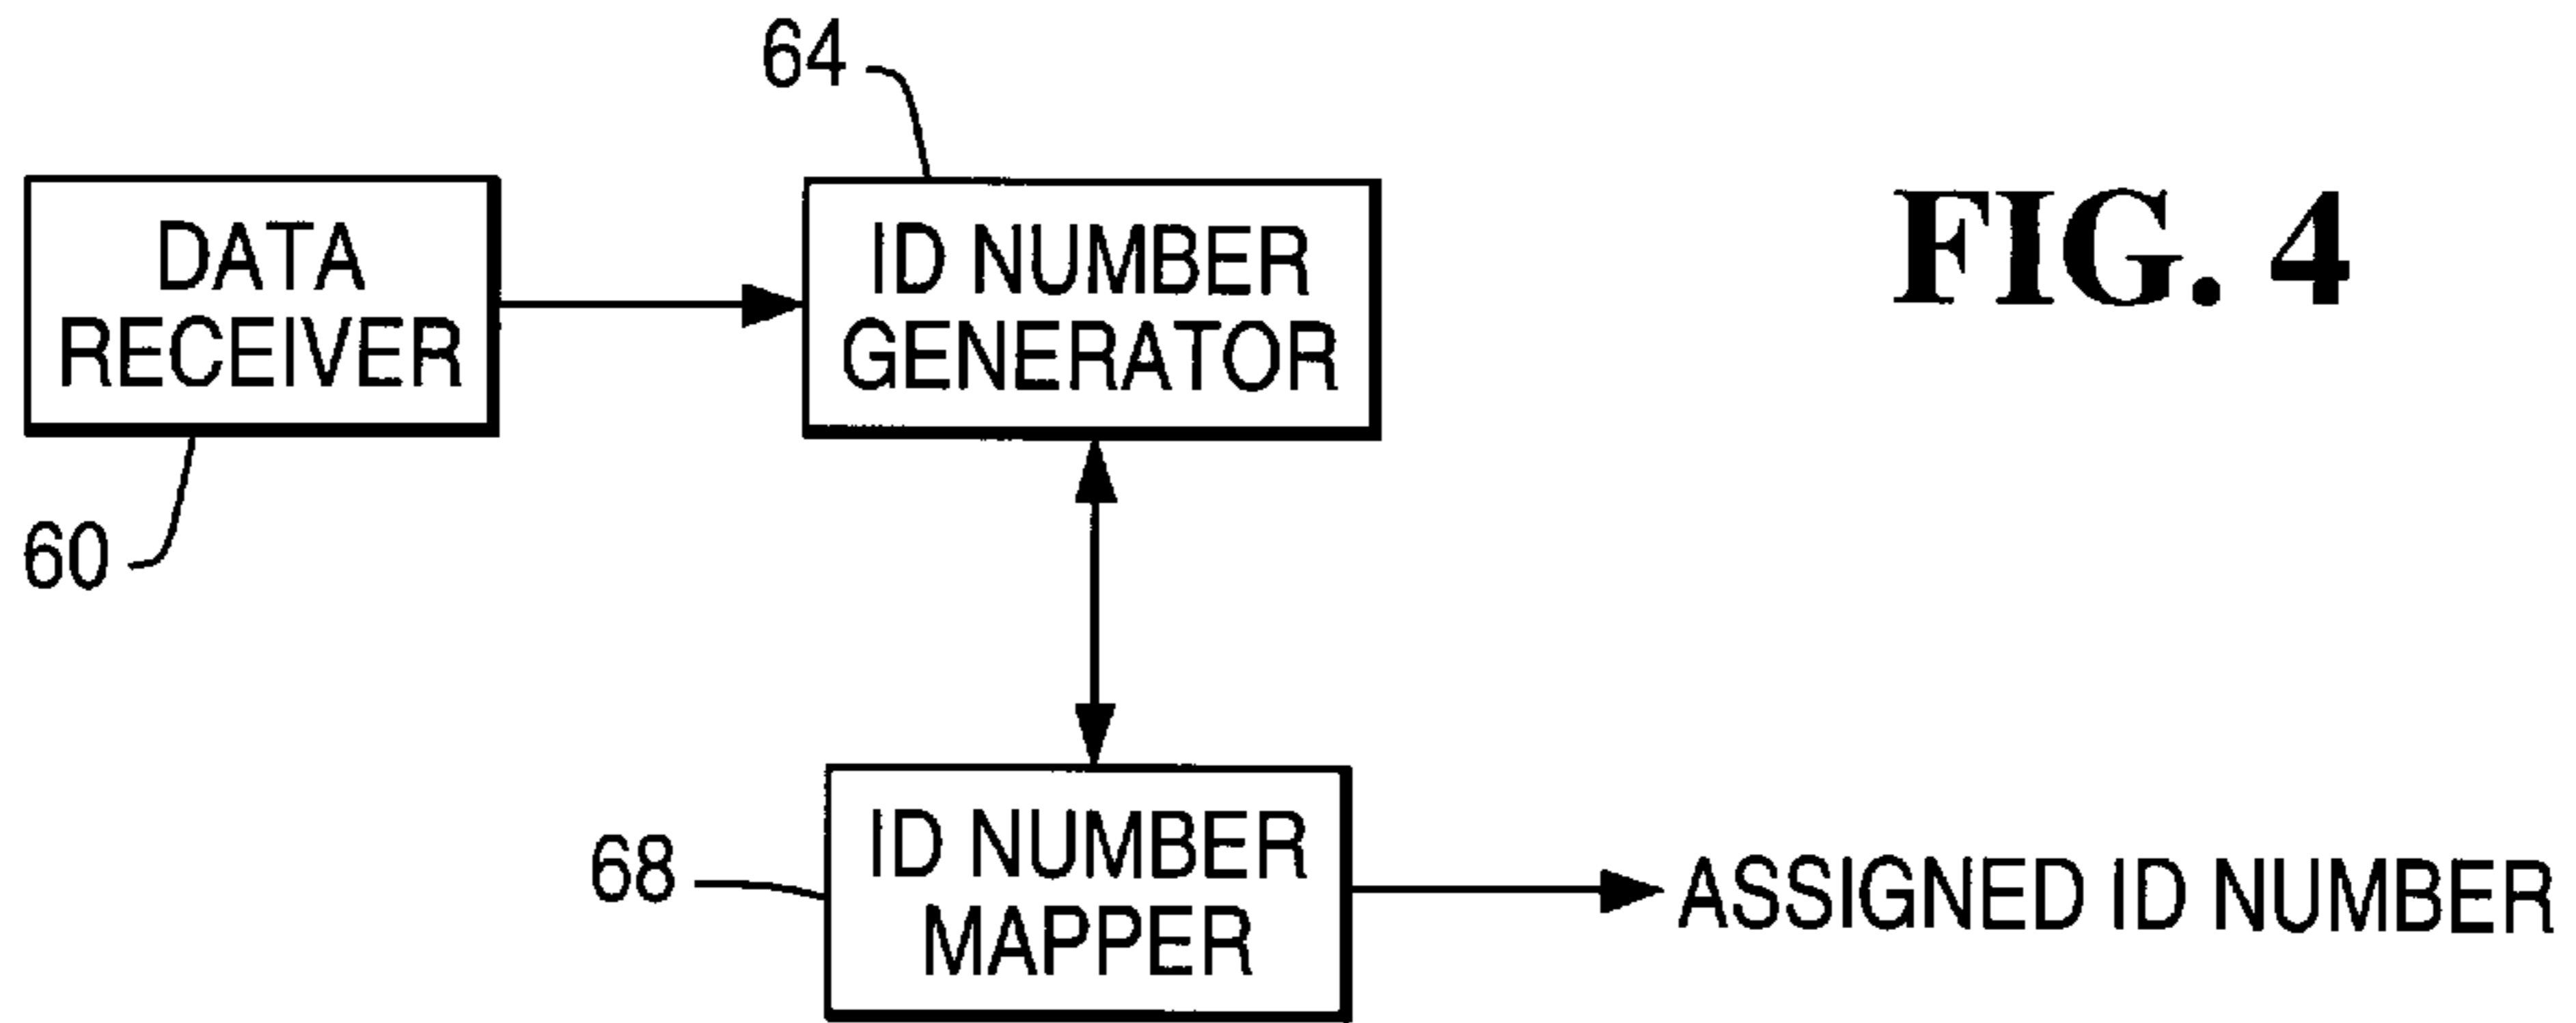 64
DATA
RECEIVER
ID NUMBER
GENERATOR
FIG. 4
60
68
ID NUMBER
MAPPER
ASSIGNED ID NUMBER